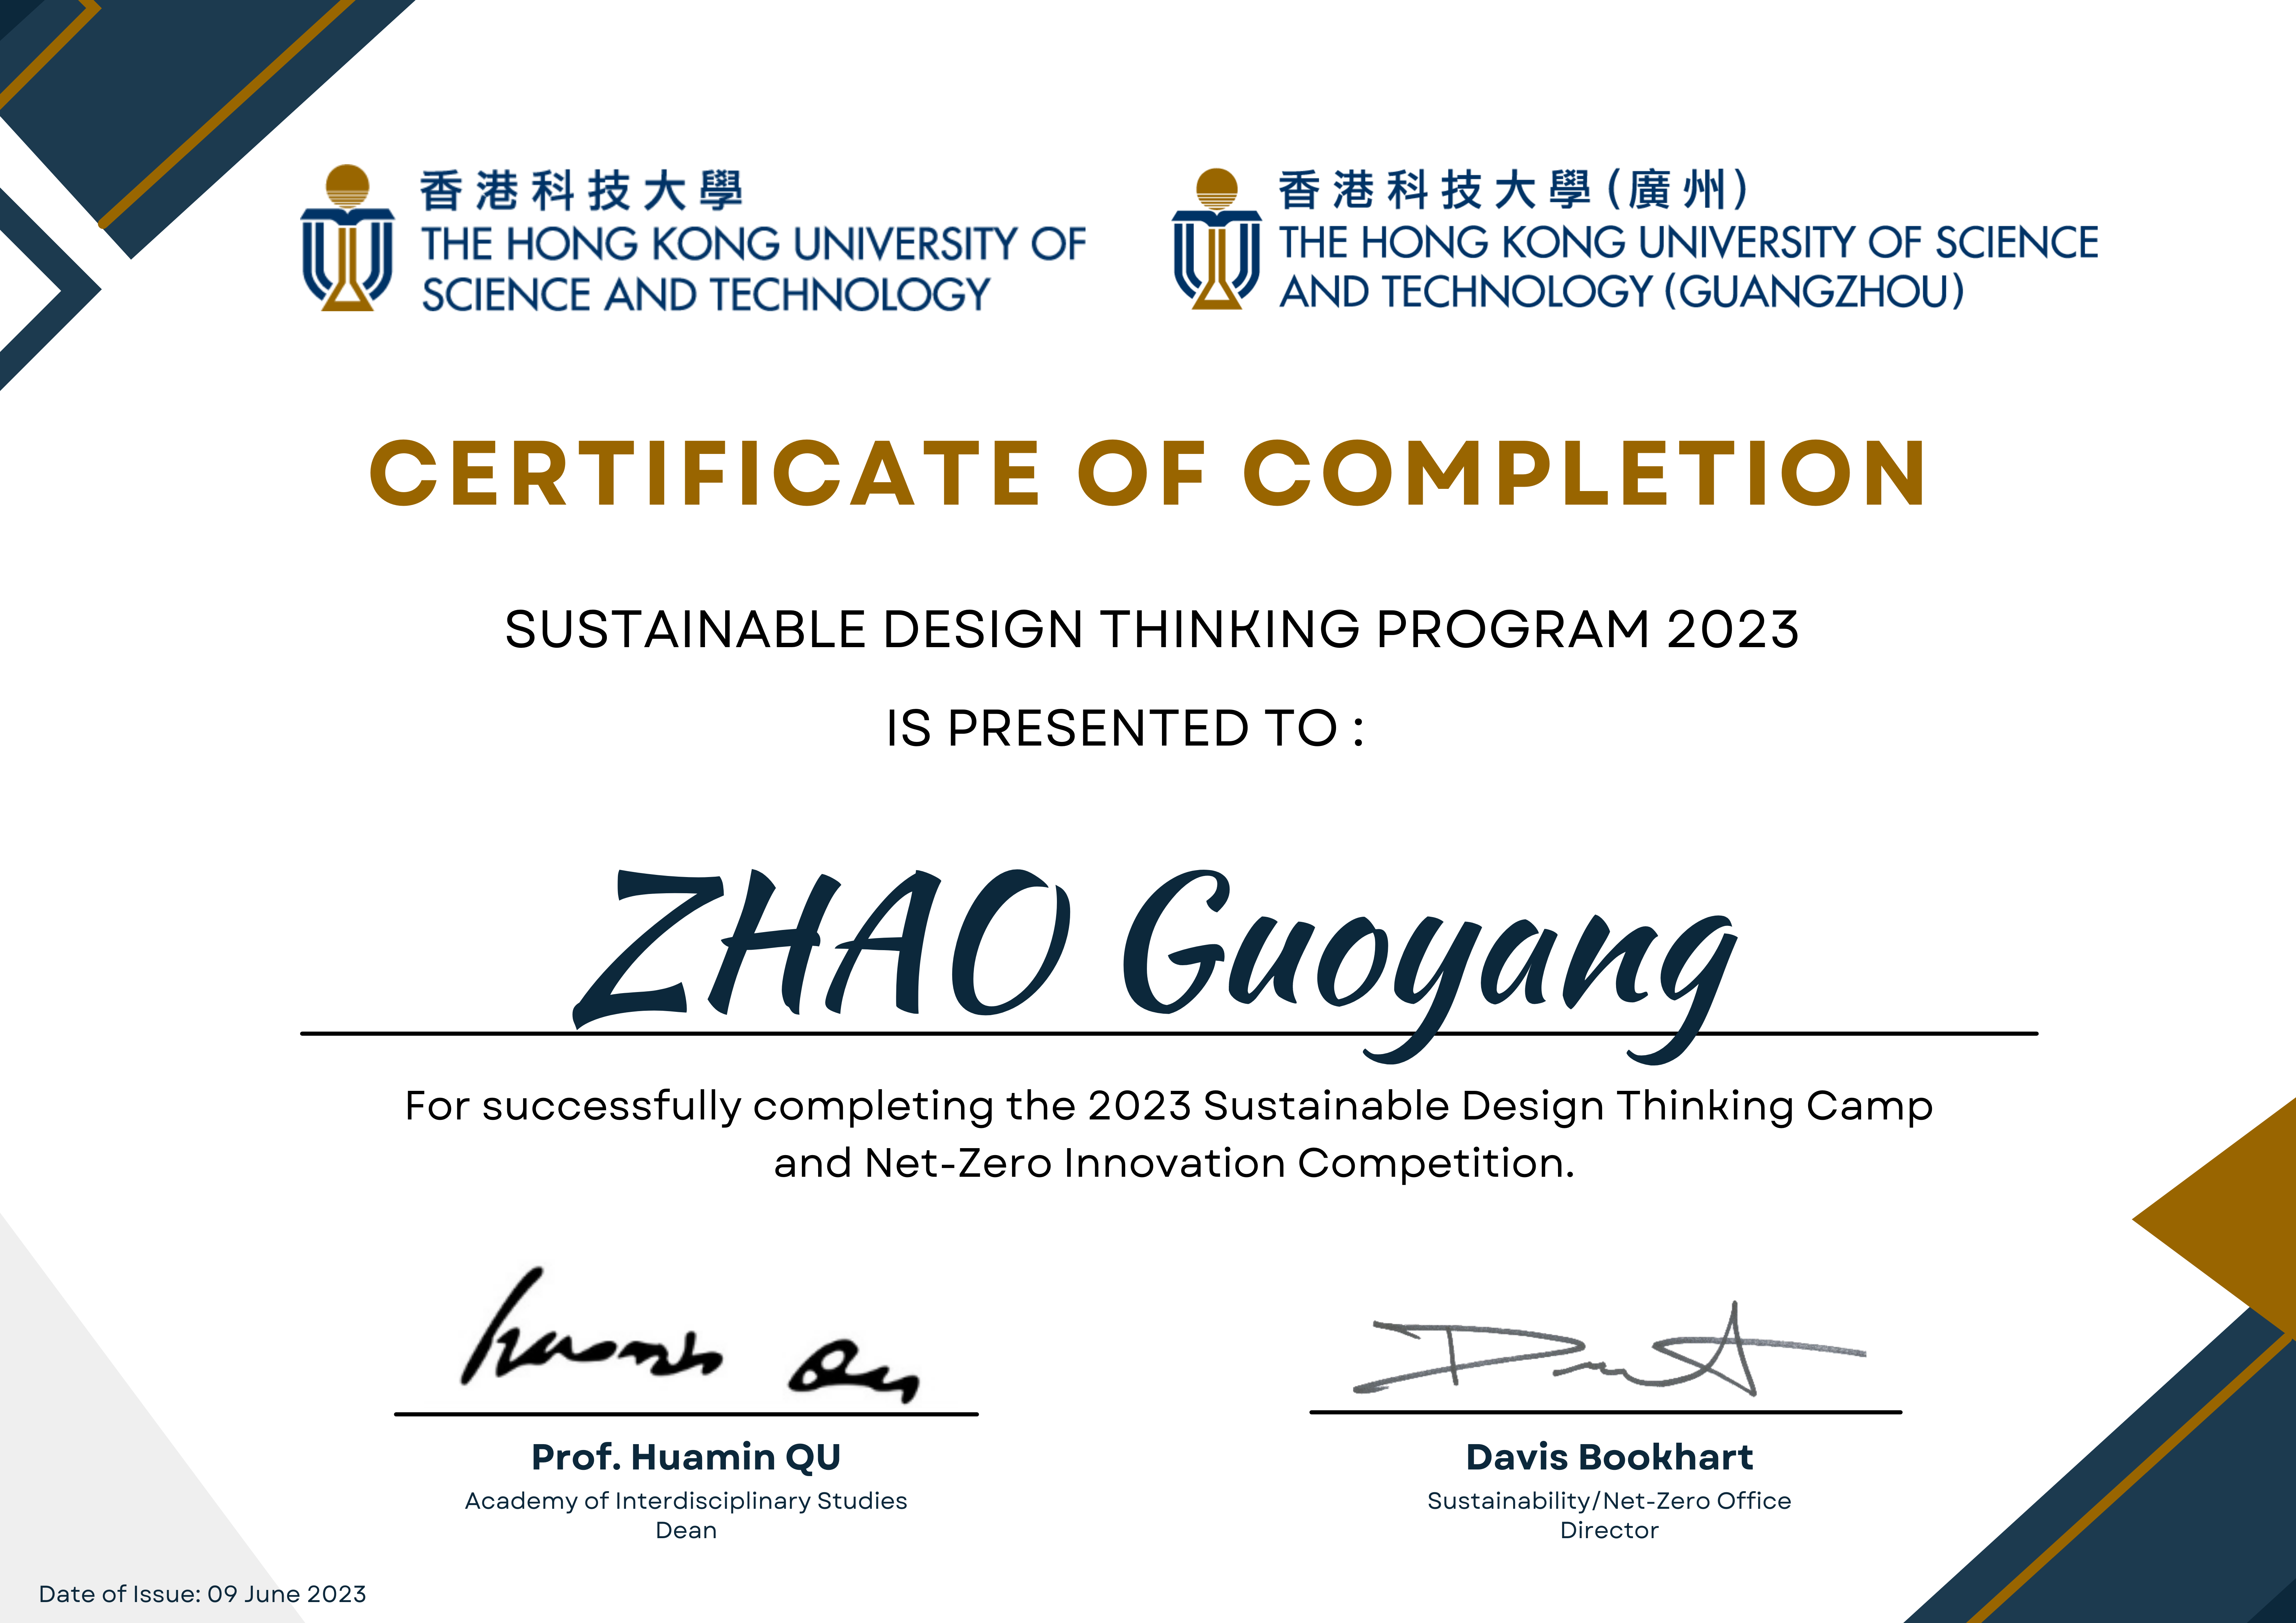 香港科技大學
THE HONG KONG UNIVERSITY OF
SCIENCE AND TECHNOLOGY
香港科技大學(廣州)
THE HONG KONG UNIVERSITY OF SCIENCE
AND TECHNOLOGY (GUANGZHOU)
CERTIFICATE OF COMPLETION
SUSTAINABLE DESIGN THINKING PROGRAM 2023
IS PRESENTED TO :
ZHAO Guoyang
For successfully completing the 2023 Sustainable Design Thinking Camp
and Net-Zero Innovation Competition.
Prof. Huamin QU
Academy of Interdisciplinary Studies
Dean
Davis Bookhart
Sustainability/Net-Zero Office
Director
Date of Issue: 09 June 2023